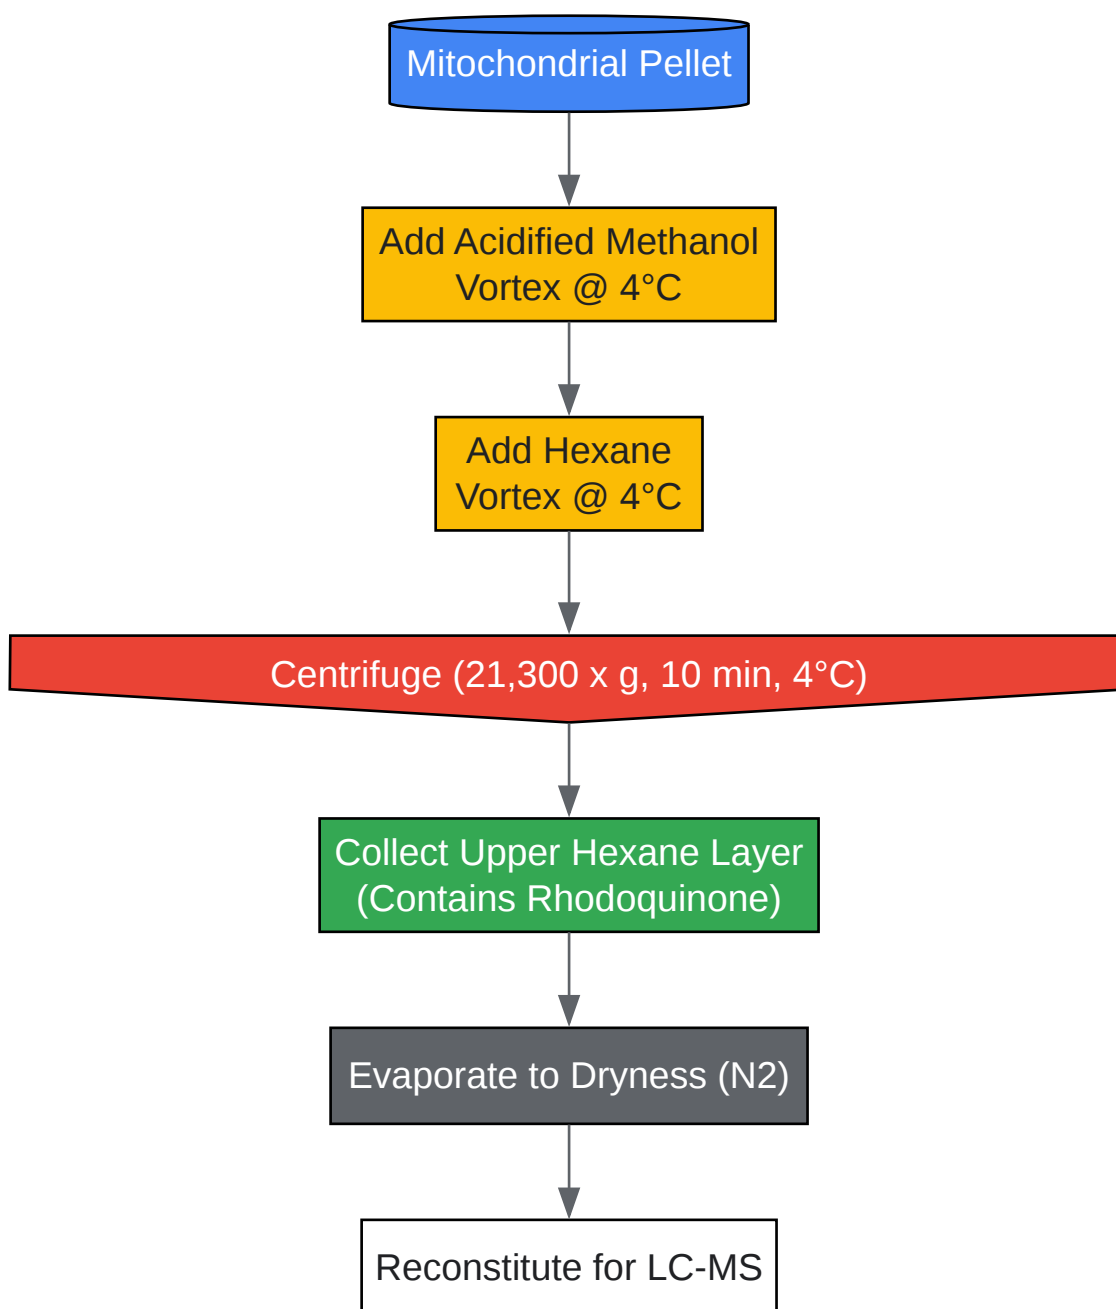 Mitochondrial Pellet
Add Acidified Methanol
Vortex @ 4°C
Add Hexane
Vortex @ 4°C
Centrifuge (21,300 x g, 10 min, 4°C)
Collect Upper Hexane Layer
(Contains Rhodoquinone)
Evaporate to Dryness (N2)
Reconstitute for LC-MS